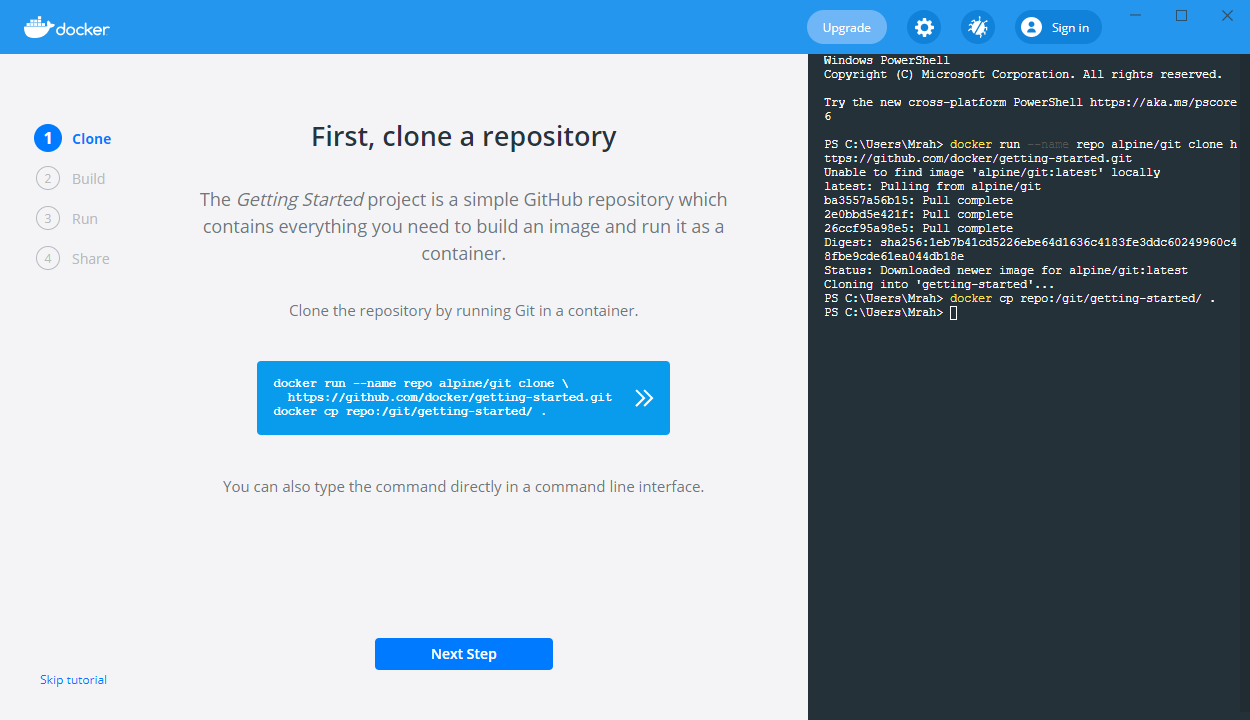 docker
Upgrade
Sign in
1 Clone
2 Build
3 Run
4 Share
Skip tutorial
First, clone a repository
The Getting Started project is a simple GitHub repository which
contains everything you need to build an image and run it as a
container.
Clone the repository by running Git in a container.
docker run --name repo alpine/git clone \
https://github.com/docker/getting-started.git
docker cp repo:/git/getting-started/ .
You can also type the command directly in a command line interface.
Next Step
Windows PowerShell
Copyright (C) Microsoft Corporation. All rights reserved.
Try the new cross-platform PowerShell https://aka.ms/pscore
6
PS C:\Users\Mrah> docker run --name repo alpine/git clone h
ttps://github.com/docker/getting-started.git
Unable to find image 'alpine/git:latest' locally
latest: Pulling from alpine/git
ba3557a56b15: Pull complete
2e0bbd5e421f: Pull complete
26ccf95a98e5: Pull complete
Digest: sha256:1eb7b41cd5226ebe64d1636c4183fe3ddc60249960c4
8fbe9cde61ea044db18e
Status: Downloaded newer image for alpine/git:latest
Cloning into 'getting-started'...
PS C:\Users\Mrah> docker cp repo:/git/getting-started/ .
PS C:\Users\Mrah>